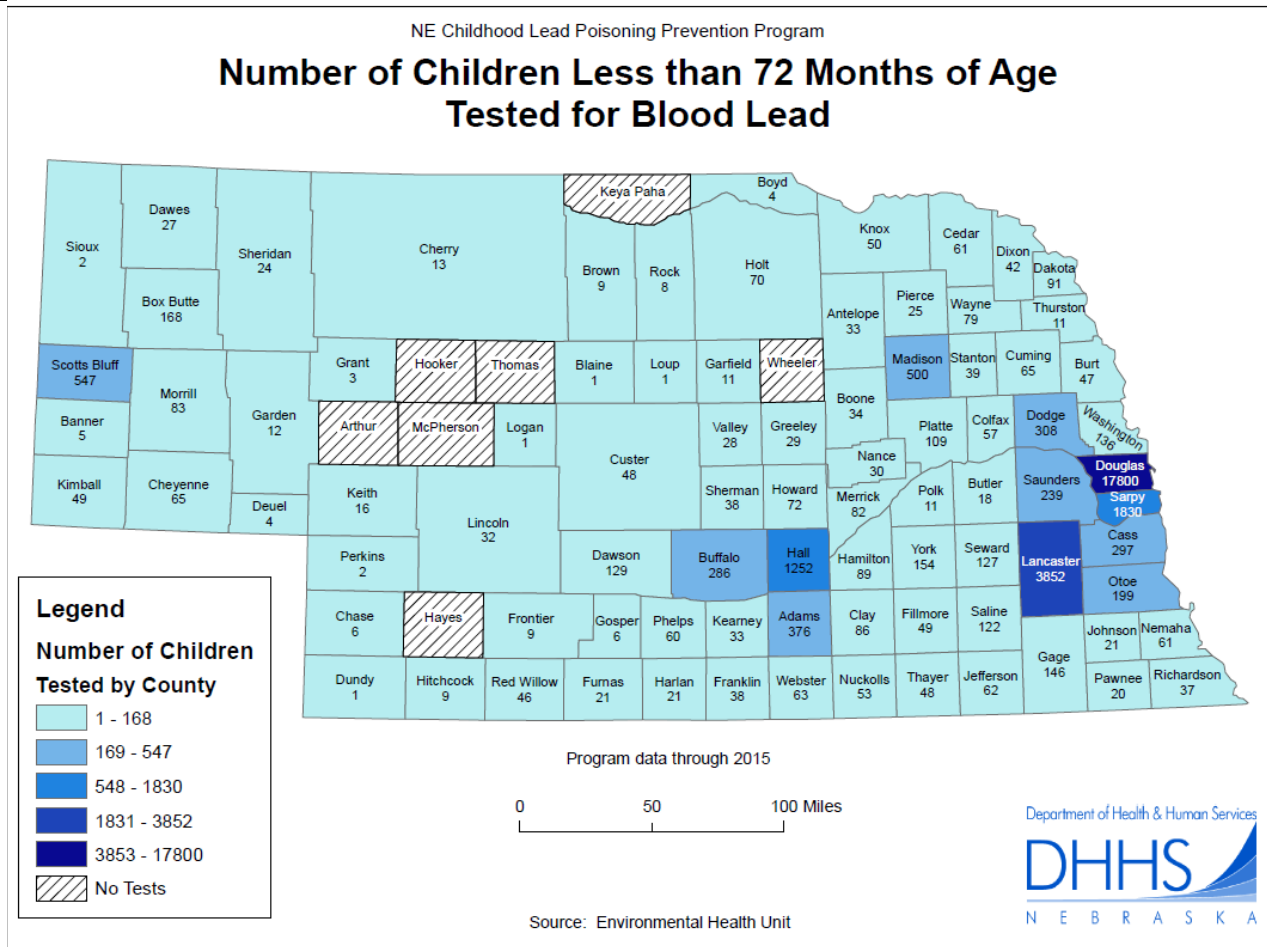 NE Childhood Lead Poisoning Prevention Program
Number of Children Less than 72 Months of Age
Tested for Blood Lead
Sioux
2
Dawes
27
Sheridan
24
Box Butte
168
Cherry
13
Keya Paha
Boyd
4
Brown
9
Rock
8
Holt
70
Knox
50
Cedar
61
Dixon
42
Dakota
91
Antelope
33
Pierce
25
Wayne
79
Thurston
11
Scotts Bluff
547
Morrill
83
Garden
12
Grant
3
Hooker
Thomas
Blaine
1
Loup
1
Garfield
11
Wheeler
Madison
500
Stanton
39
Cuming
65
Burt
47
Banner
5
Arthur
McPherson
Logan
1
Custer
48
Valley
28
Greeley
29
Boone
34
Platte
109
Colfax
57
Dodge
308
Washington
136
Nance
30
Kimball
49
Cheyenne
65
Deuel
4
Keith
16
Lincoln
32
Sherman
38
Howard
72
Merrick
82
Polk
11
Butler
18
Saunders
239
Douglas
17800
Sarpy
1830
Perkins
2
Dawson
129
Buffalo
286
Hall
1252
Hamilton
89
York
154
Seward
127
Lancaster
3852
Cass
297
Otoe
199
Chase
6
Hayes
Frontier
9
Gosper
6
Phelps
60
Kearney
33
Adams
376
Clay
86
Fillmore
49
Saline
122
Gage
146
Johnson
21
Nemaha
61
Dundy
1
Hitchcock
9
Red Willow
46
Furnas
21
Harlan
21
Franklin
38
Webster
63
Nuckolls
53
Thayer
48
Jefferson
62
Pawnee
20
Richardson
37
Legend
Number of Children
Tested by County
1 - 168
169 - 547
548 - 1830
1831 - 3852
3853 - 17800
No Tests
Program data through 2015
0 50 100 Miles
Source: Environmental Health Unit
Department of Health & Human Services
DHHS
NEBRASKA